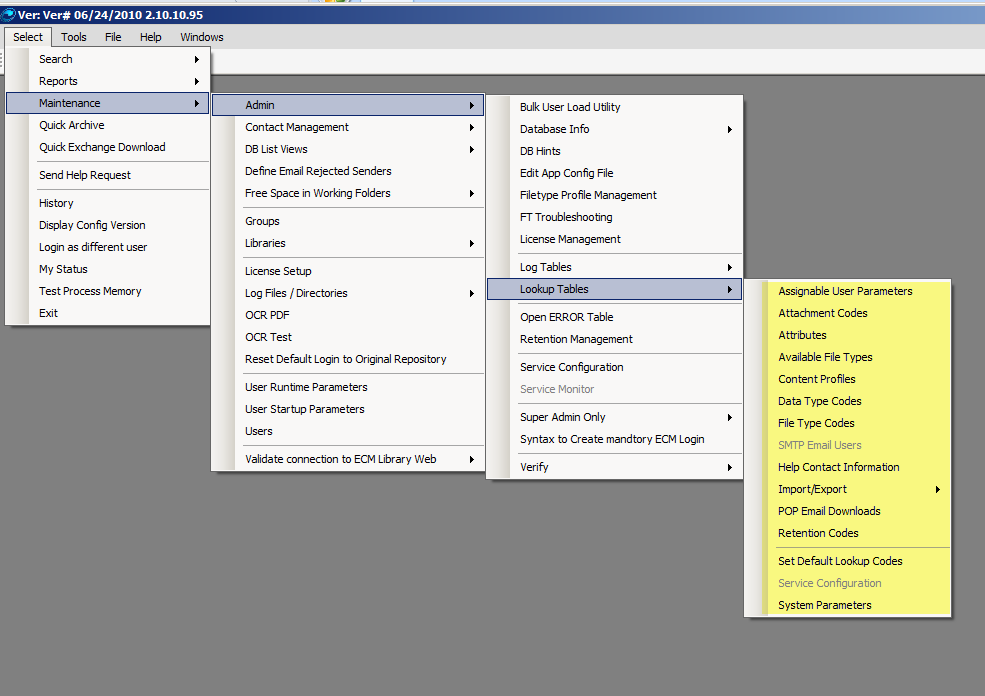 Ver: Ver# 06/24/2010 2.10.10.95
Select Tools File Help Windows
Search
Reports
Maintenance
Quick Archive
Quick Exchange Download
Send Help Request
History
Display Config Version
Login as different user
My Status
Test Process Memory
Exit
Admin
Contact Management
DB List Views
Define Email Rejected Senders
Free Space in Working Folders
Groups
Libraries
License Setup
Log Files / Directories
OCR PDF
OCR Test
Reset Default Login to Original Repository
User Runtime Parameters
User Startup Parameters
Users
Validate connection to ECM Library Web
Bulk User Load Utility
Database Info
DB Hints
Edit App Config File
Filetype Profile Management
FT Troubleshooting
License Management
Log Tables
Lookup Tables
Open ERROR Table
Retention Management
Service Configuration
Service Monitor
Super Admin Only
Syntax to Create mandtory ECM Login
Verify
Assignable User Parameters
Attachment Codes
Attributes
Available File Types
Content Profiles
Data Type Codes
File Type Codes
SMTP Email Users
Help Contact Information
Import/Export
POP Email Downloads
Retention Codes
Set Default Lookup Codes
Service Configuration
System Parameters